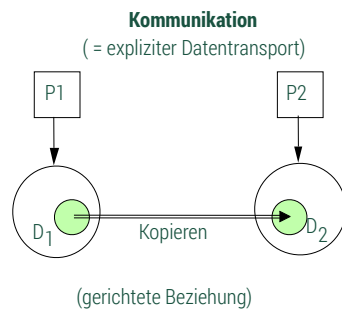 Kommunikation
( = expliziter Datentransport)
P1 P2
D1 Kopieren D2
(gerichtete Beziehung)